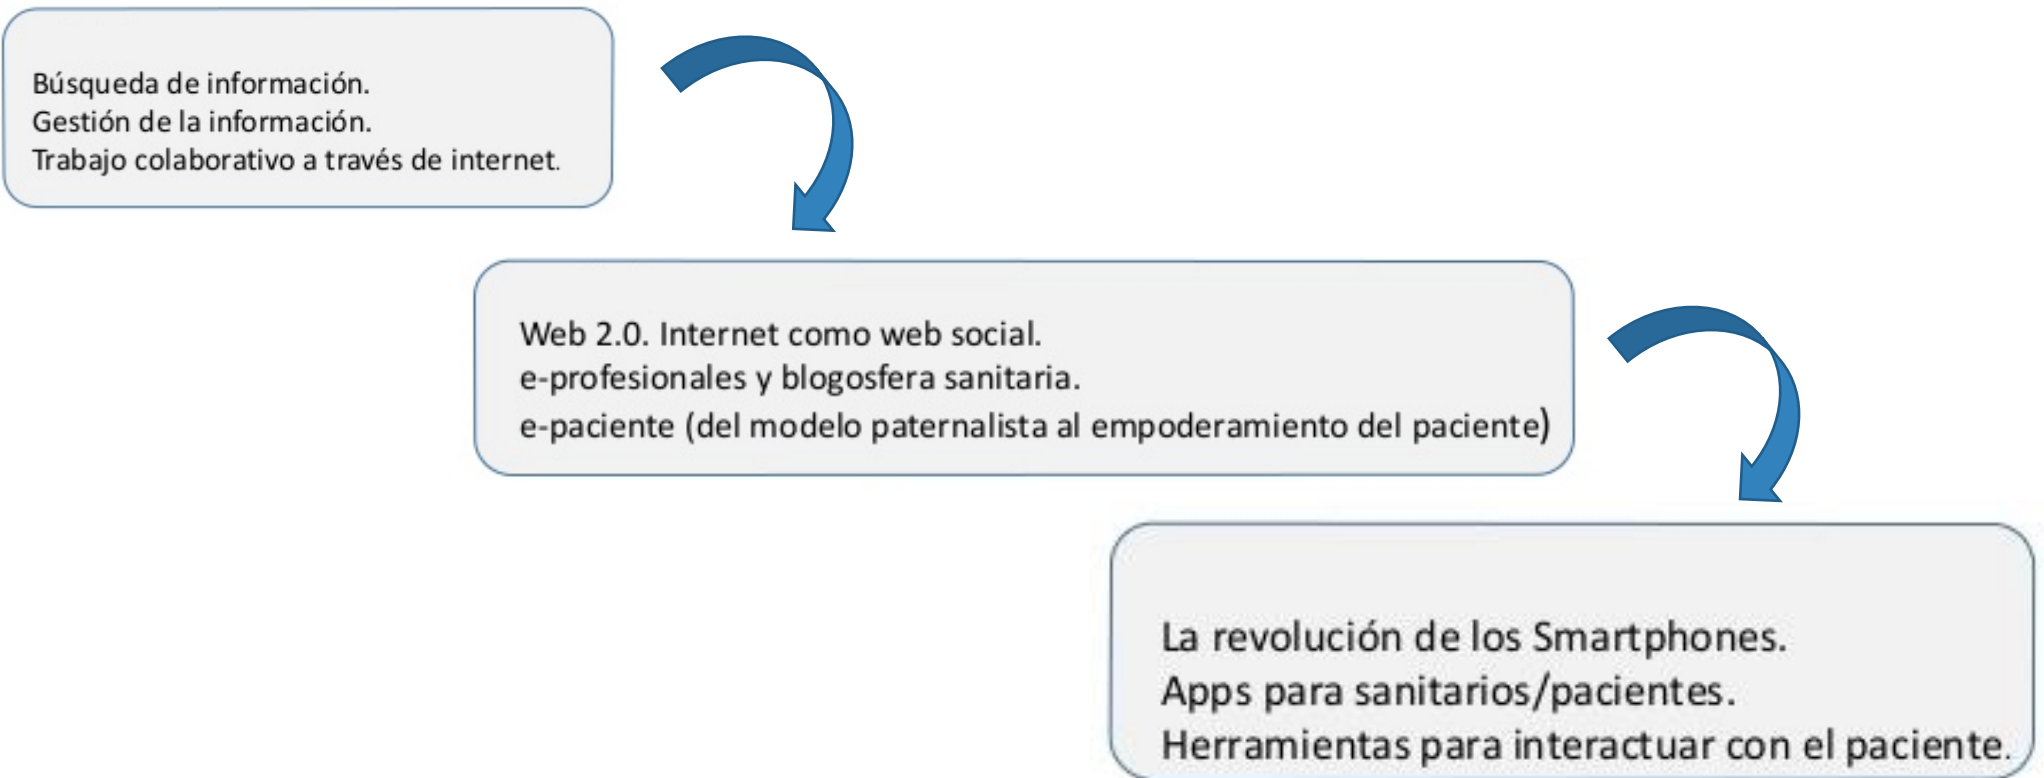 Búsqueda de información.
Gestión de la información.
Trabajo colaborativo a través de internet.
Web 2.0. Internet como web social.
e-profesionales y blogosfera sanitaria.
e-paciente (del modelo paternalista al empoderamiento del paciente)
La revolución de los Smartphones.
Apps para sanitarios/pacientes.
Herramientas para interactuar con el paciente.